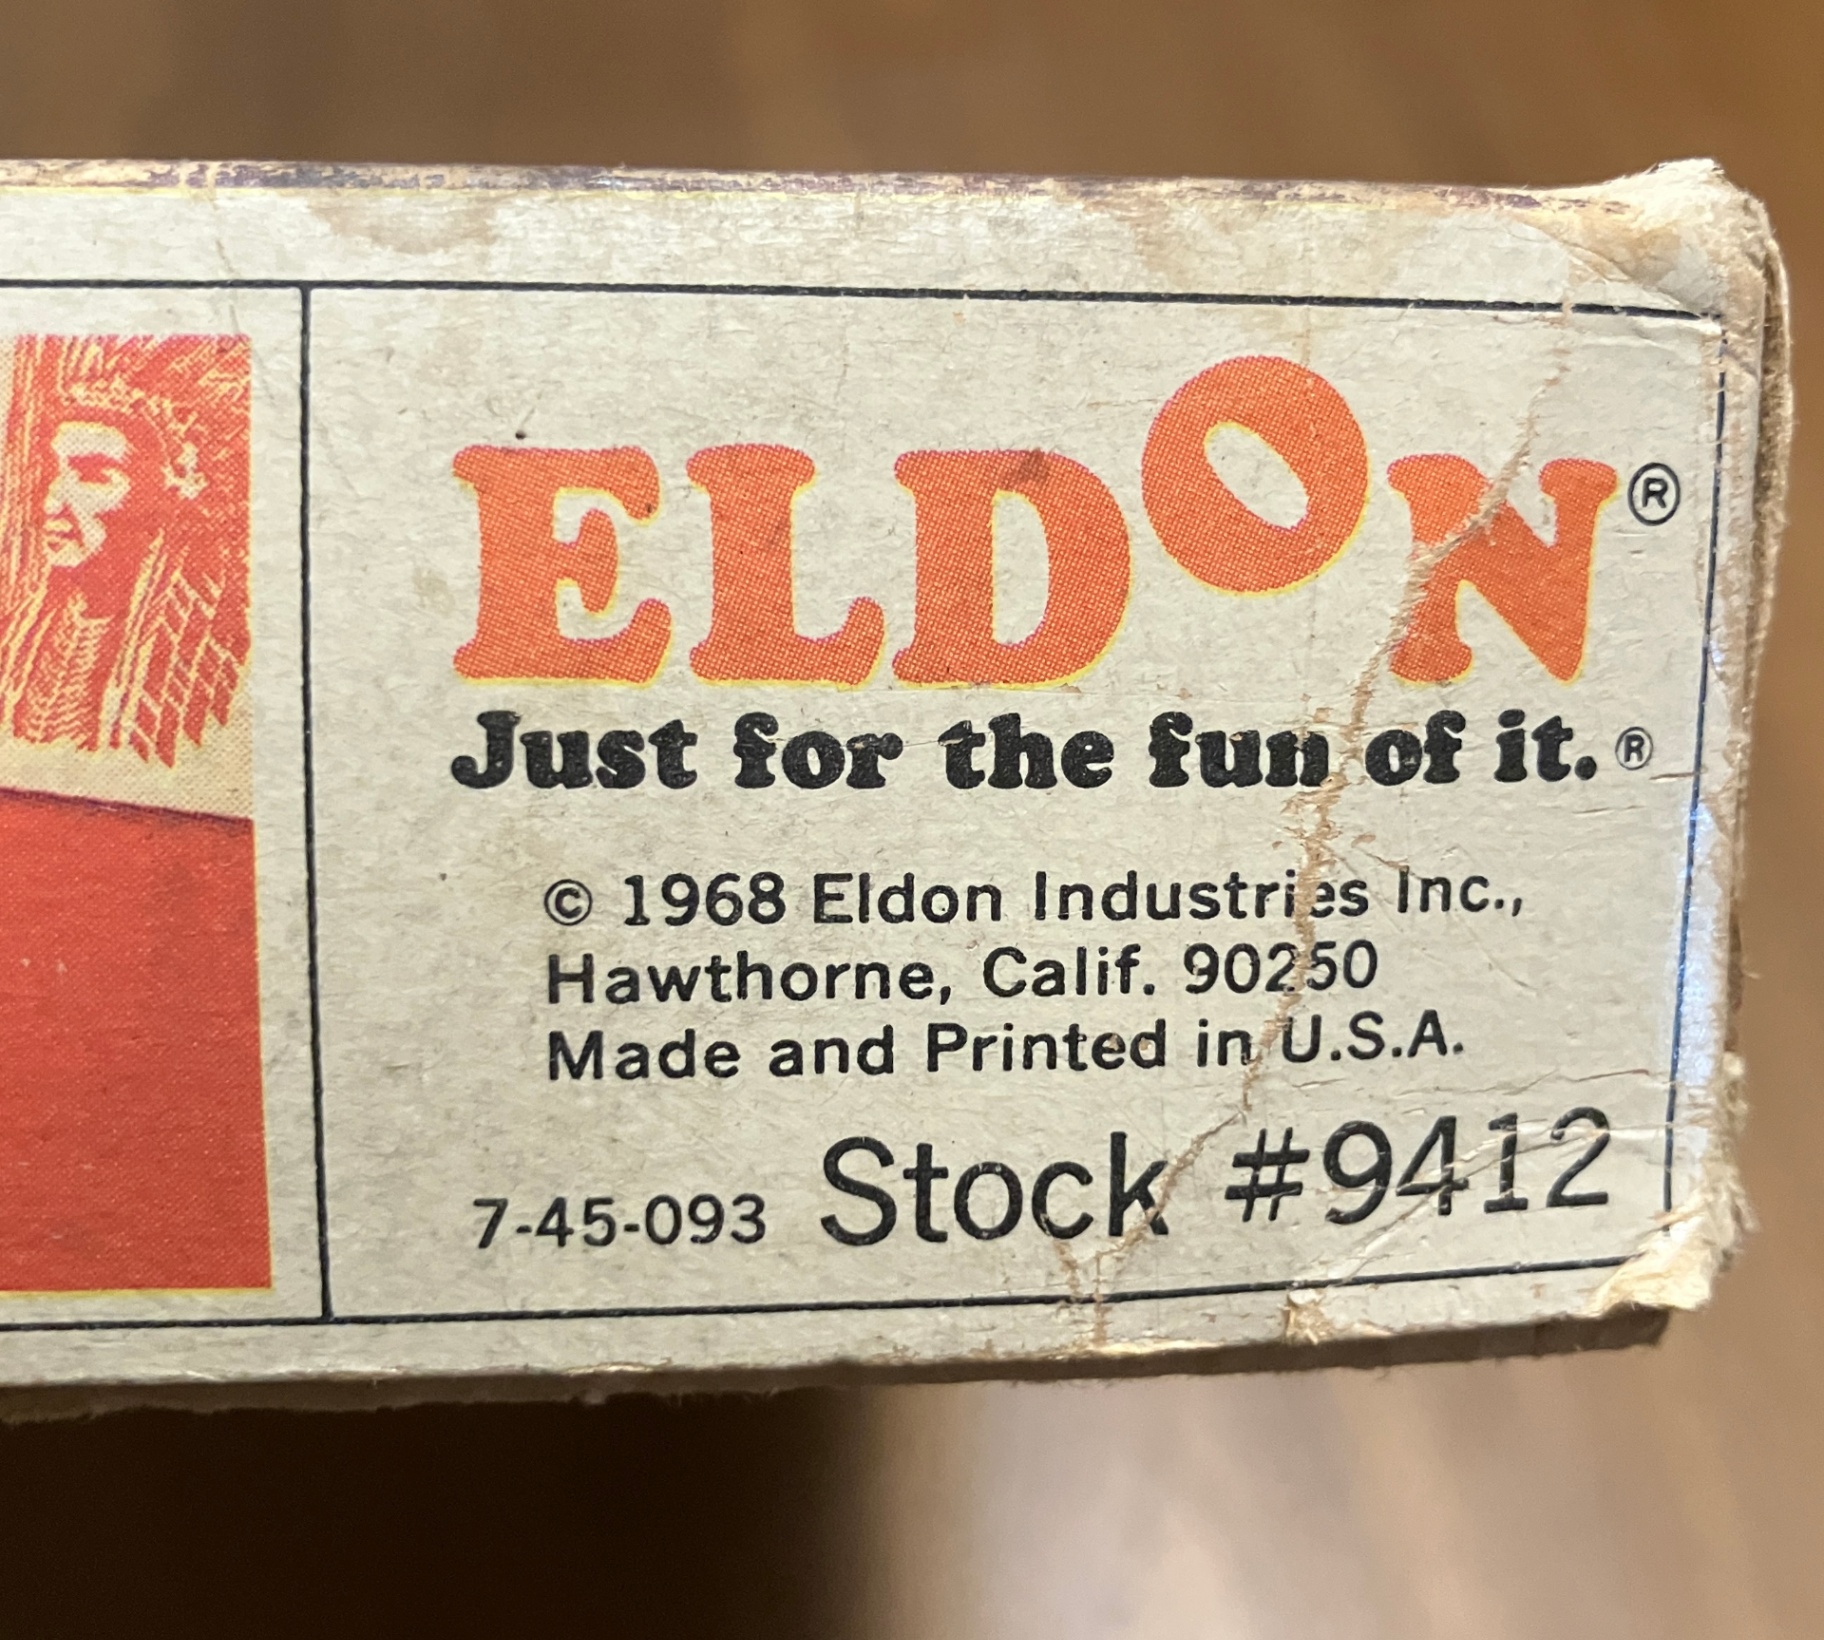 ELDON®
Just for the fun of it.®
© 1968 Eldon Industries Inc.,
Hawthorne, Calif. 90250
Made and Printed in U.S.A.
7-45-093 Stock #9412